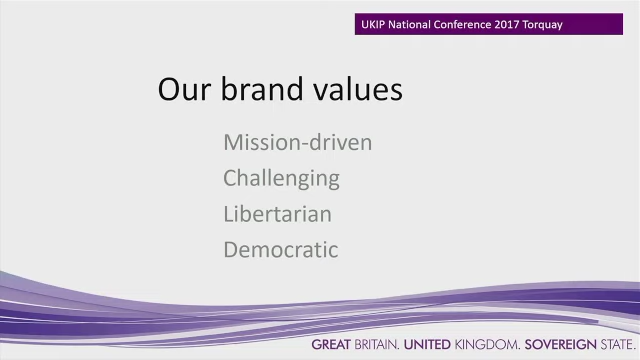 UKIP National Conference 2017 Torquay
Our brand values
Mission-driven
Challenging
Libertarian
Democratic
GREAT BRITAIN. UNITED KINGDOM. SOVEREIGN STATE.